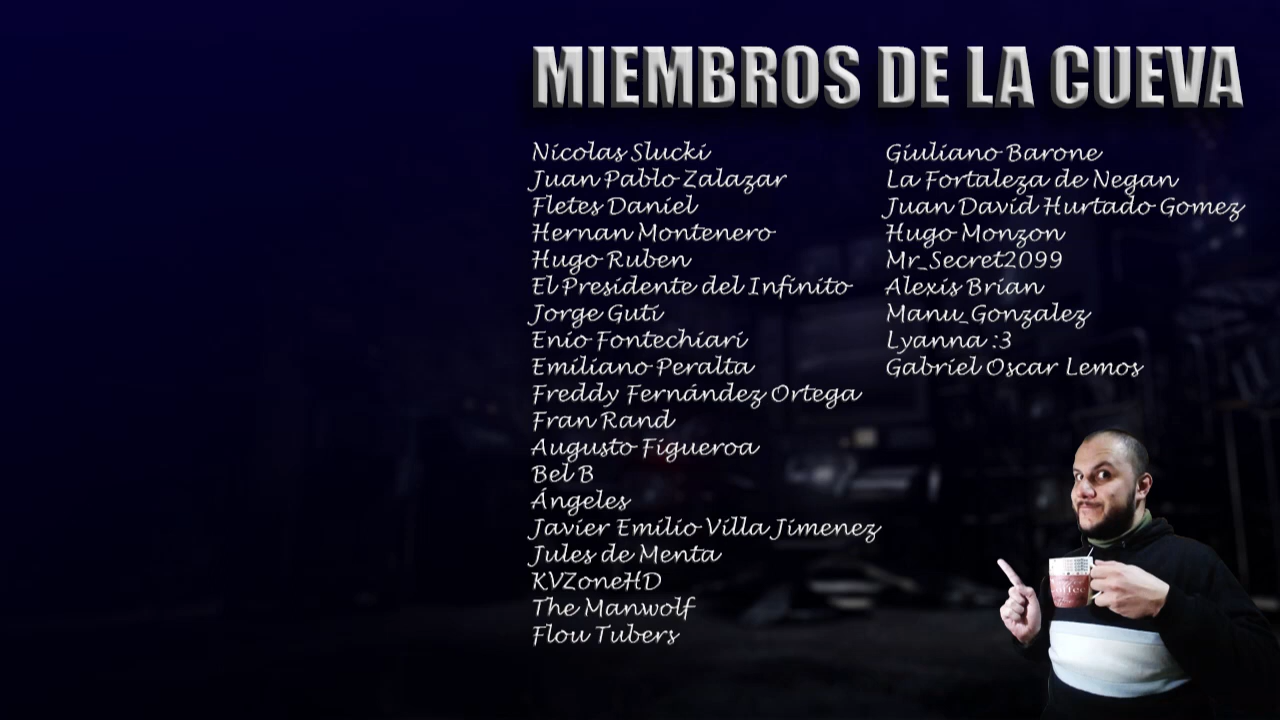 MIEMBROS DE LA CUEVA
Nicolas Slucki
Juan Pablo Zalazar
Fletes Daniel
Hernan Montenero
Hugo Ruben
El Presidente del Infinito
Jorge Guti
Enio Fontechiari
Emiliano Peralta
Freddy Fernández Ortega
Fran Rand
Augusto Figueroa
Bel B
Ángeles
Javier Emilio Villa Jimenez
Jules de Menta
KVZoneHD
The Manwolf
Flou Tubers
Giuliano Barone
La Fortaleza de Negan
Juan David Hurtado Gomez
Hugo Monzon
Mr_Secret2099
Alexis Brian
Manu_Gonzalez
Lyanna :3
Gabriel Oscar Lemos
Coffee